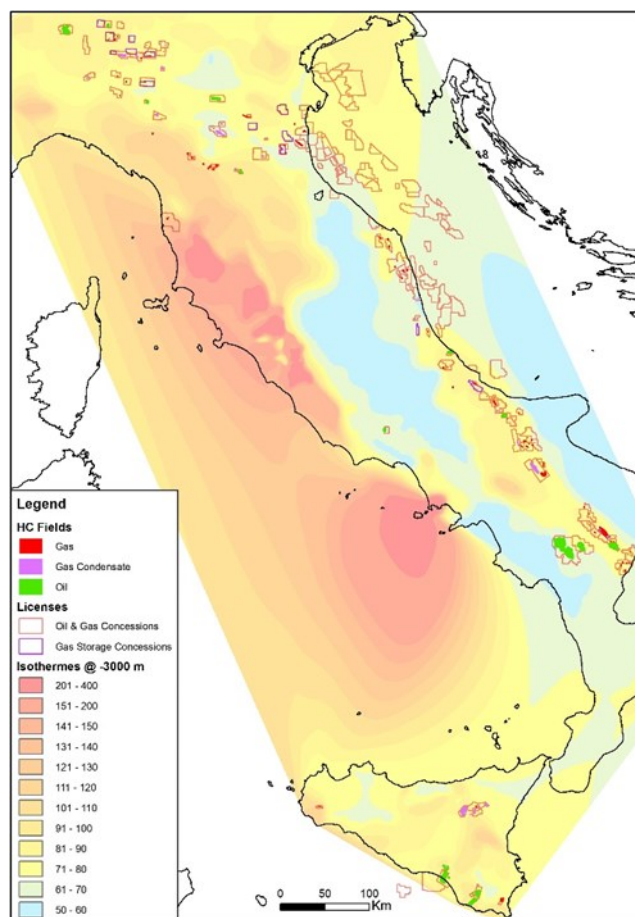 Legend
HC Fields
Gas
Gas Condensate
Oil
Licenses
Oil & Gas Concessions
Gas Storage Concessions
Isothermes @ -3000 m
201 - 400
151 - 200
141 - 150
131 - 140
121 - 130
111 - 120
101 - 110
91 - 100
81 - 90
71 - 80
61 - 70
50 - 60
0 50 100
Km